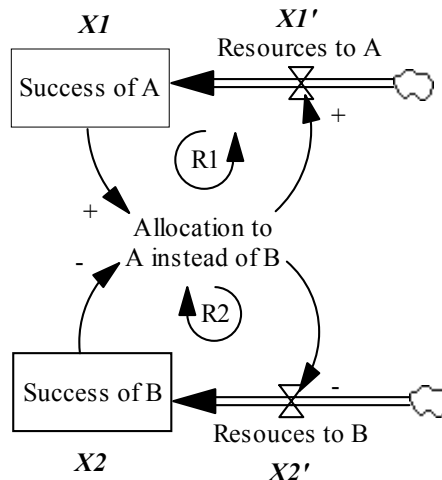 X1
X1'
Resources to A
Success of A
+
R1
+
Allocation to
A instead of B
-
R2
Success of B
-
Resouces to B
X2
X2'